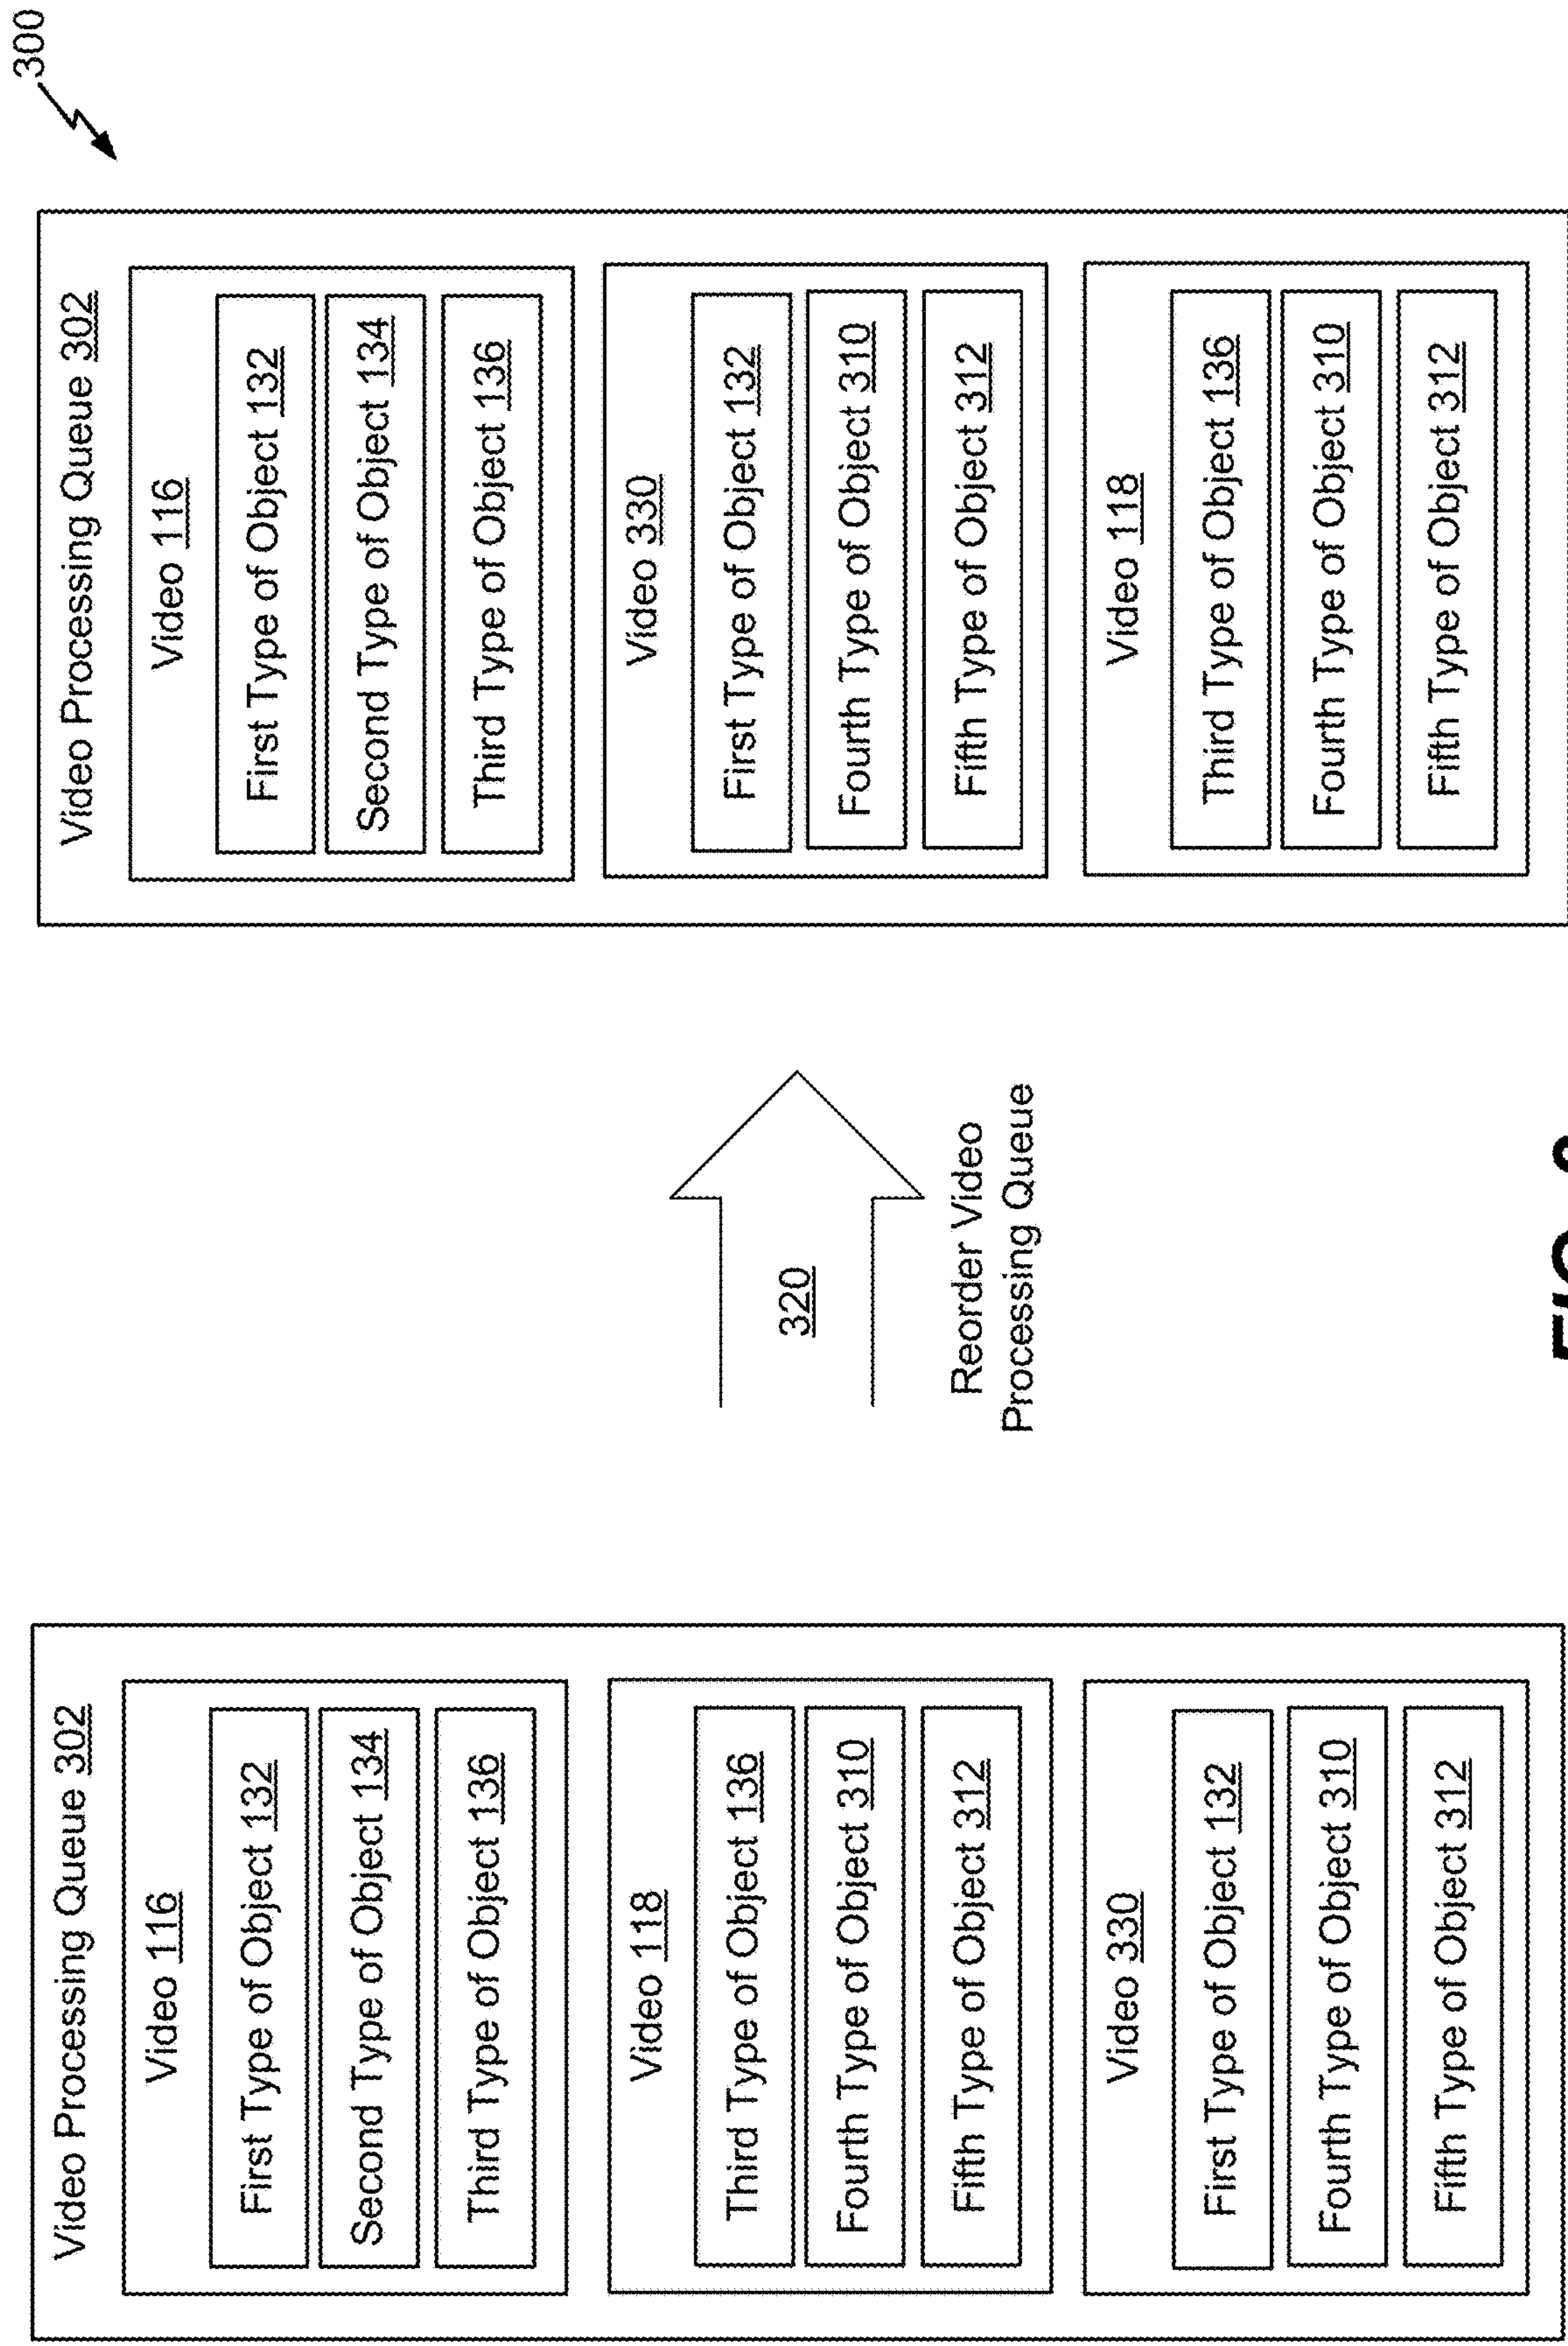 300
Video Processing Queue 302
Video 116
First Type of Object 132
Second Type of Object 134
Third Type of Object 136
Video 118
Third Type of Object 136
Fourth Type of Object 310
Fifth Type of Object 312
Video 330
First Type of Object 132
Fourth Type of Object 310
Fifth Type of Object 312
320
Reorder Video
Processing Queue
Video Processing Queue 302
Video 116
First Type of Object 132
Second Type of Object 134
Third Type of Object 136
Video 330
First Type of Object 132
Fourth Type of Object 310
Fifth Type of Object 312
Video 118
Third Type of Object 136
Fourth Type of Object 310
Fifth Type of Object 312
FIG.